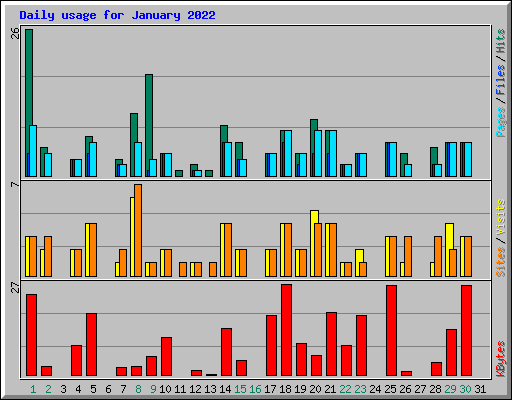 Daily usage for January 2022
26
7
27
Pages / Files / Hits
Sites / Visits
KBytes
1 2 3 4 5 6 7 8 9 10 11 12 13 14 15 16 17 18 19 20 21 22 23 24 25 26 27 28 29 30 31